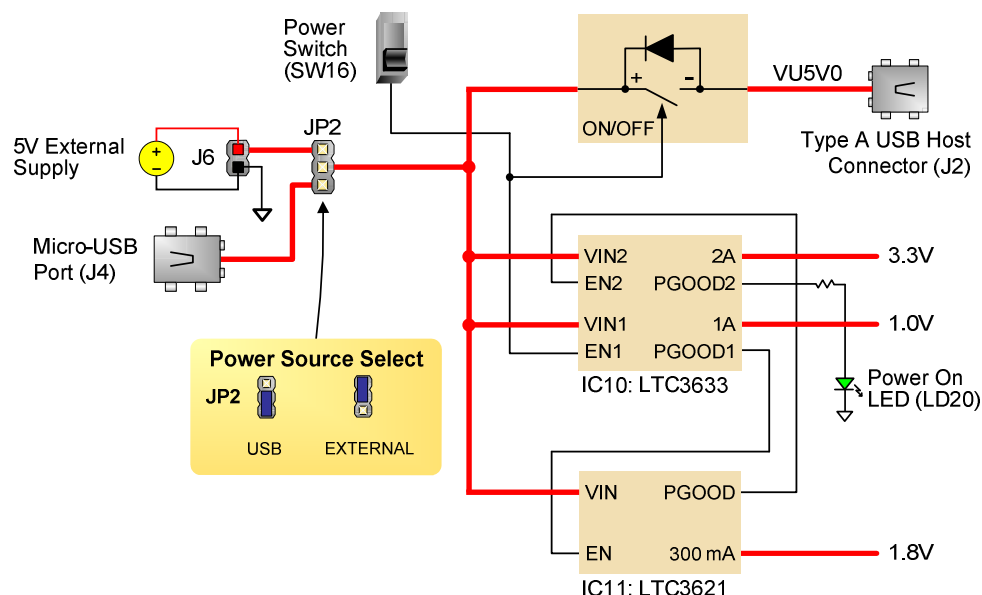 Power
Switch
(SW16)
VU5V0
ON/OFF
+
-
Type A USB Host
Connector (J2)
5V External
Supply
+
-
J6
JP2
Micro-USB
Port (J4)
VIN2
2A
3.3V
EN2
PGOOD2
VIN1
1A
1.0V
EN1
PGOOD1
IC10: LTC3633
Power On
LED (LD20)
Power Source Select
JP2
USB
EXTERNAL
VIN
PGOOD
EN
300 mA
1.8V
IC11: LTC3621